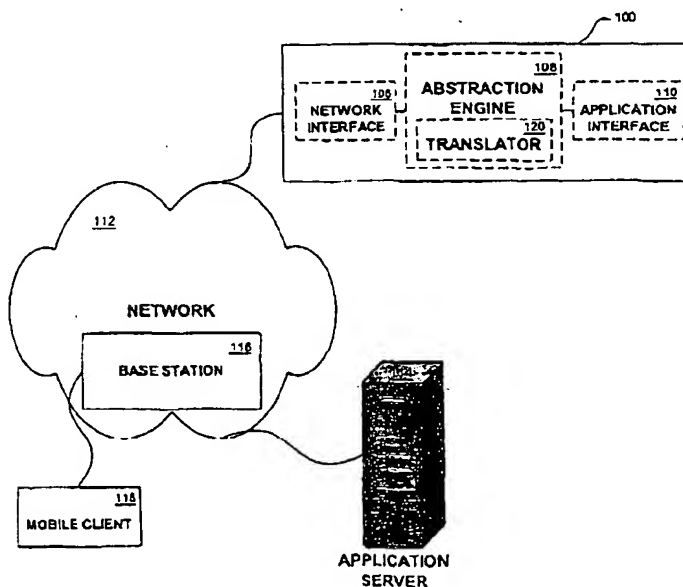 100
108
ABSTRACTION
ENGINE
106
NETWORK
INTERFACE
120
TRANSLATOR
110
APPLICATION
INTERFACE
112
NETWORK
116
BASE STATION
118
MOBILE CLIENT
APPLICATION
SERVER